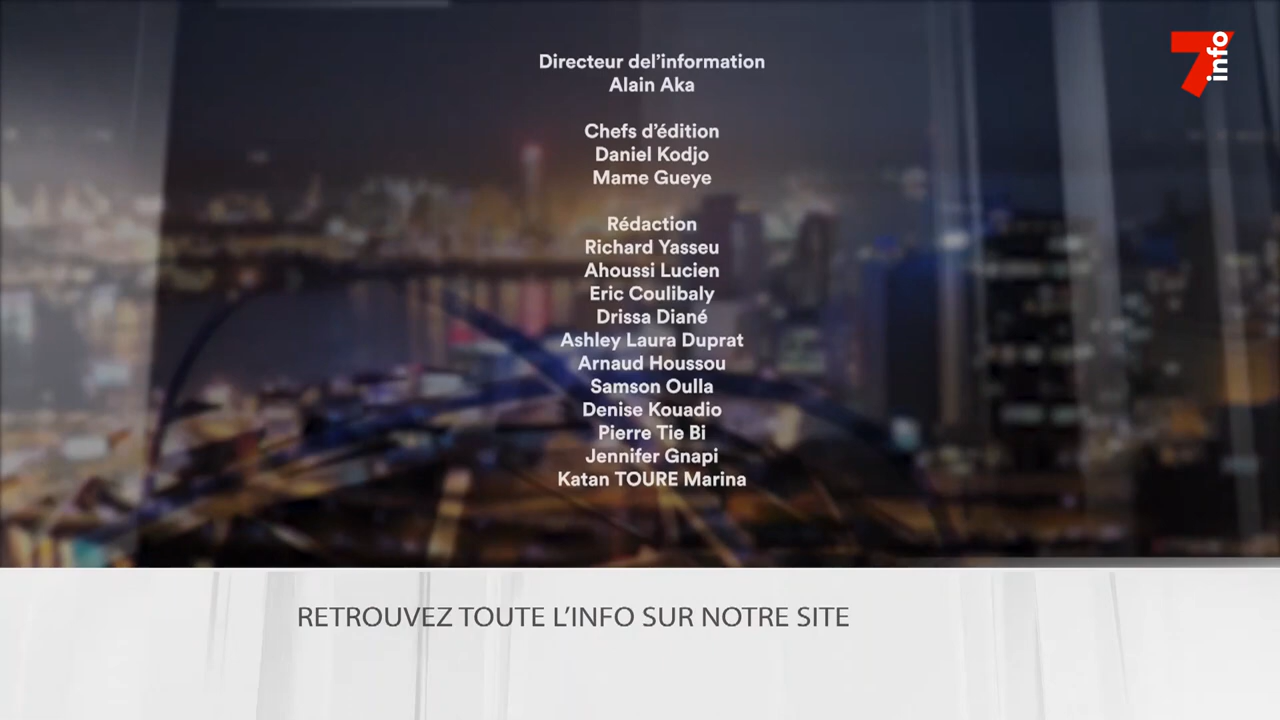 Directeur del’information
Alain Aka
Chefs d’édition
Daniel Kodjo
Mame Gueye
Rédaction
Richard Yasseu
Ahoussi Lucien
Eric Coulibaly
Drissa Diané
Ashley Laura Duprat
Arnaud Houssou
Samson Oulla
Denise Kouadio
Pierre Tie Bi
Jennifer Gnapi
Katan TOURE Marina
7info
RETROUVEZ TOUTE L’INFO SUR NOTRE SITE